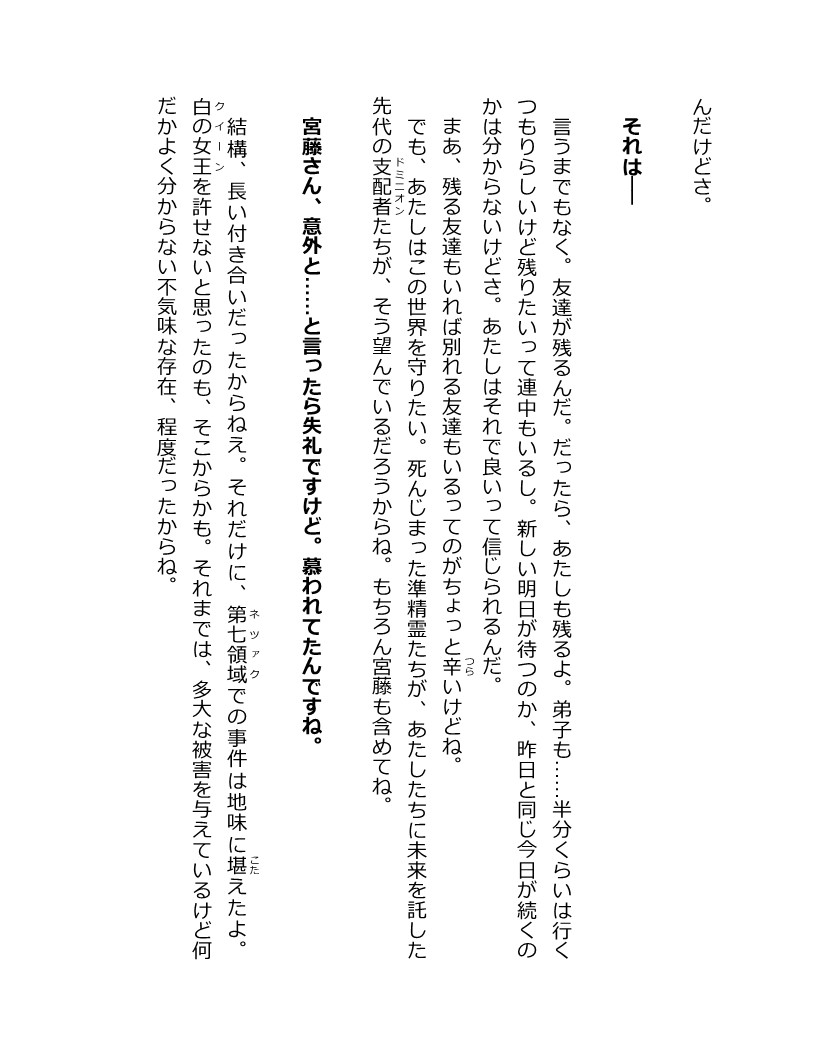 んだけどさ。
それは――
言うまでもなく。友達が残るんだ。だったら、あたしも残るよ。弟子も……半分くらいは行く
つもりらしいけど残りたいって連中もいるし。新しい明日が待つのか、昨日と同じ今日が続くの
かは分からないけどさ。あたしはそれで良いって信じられるんだ。
まあ、残る友達もいれば別れる友達もいるってのがちょっと辛いけどね。
つら
でも、あたしはこの世界を守りたい。死んじまった準精霊たちが、あたしたちに未来を託した
先代の支配者たちが、そう望んでいるだろうからね。もちろん宮藤も含めてね。
ドミニオン
宮藤さん、意外と……と言ったら失礼ですけど。慕われてたんですね。
結構、長い付き合いだったからねえ。それだけに、第七領域での事件は地味に堪えたよ。
ネツァク
こた
白の女王を許せないと思ったのも、そこからかも。それまでは、多大な被害を与えているけど何
クイーン
だかよく分からない不気味な存在、程度だったからね。